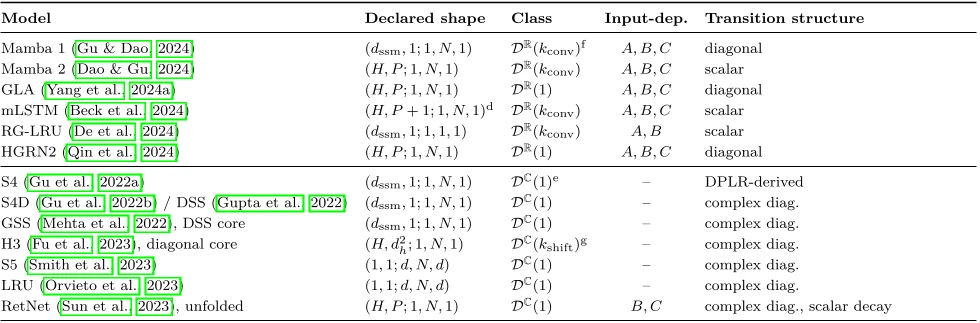 Model Declared shape Class Input-dep. Transition structure
Mamba 1 (Gu & Dao, 2024) (d_ssm, 1; 1, N, 1) 𝒟^ℝ(k_conv)^f A, B, C diagonal
Mamba 2 (Dao & Gu, 2024) (H, P; 1, N, 1) 𝒟^ℝ(k_conv) A, B, C scalar
GLA (Yang et al., 2024a) (H, P; 1, N, 1) 𝒟^ℝ(1) A, B, C diagonal
mLSTM (Beck et al., 2024) (H, P + 1; 1, N, 1)^d 𝒟^ℝ(k_conv) A, B, C scalar
RG-LRU (De et al., 2024) (d_ssm, 1; 1, 1, 1) 𝒟^ℝ(k_conv) A, B scalar
HGRN2 (Qin et al., 2024) (H, P; 1, N, 1) 𝒟^ℝ(1) A, B, C diagonal
S4 (Gu et al., 2022a) (d_ssm, 1; 1, N, 1) 𝒟^ℂ(1)^e – DPLR-derived
S4D (Gu et al., 2022b) / DSS (Gupta et al., 2022) (d_ssm, 1; 1, N, 1) 𝒟^ℂ(1) – complex diag.
GSS (Mehta et al., 2022), DSS core (d_ssm, 1; 1, N, 1) 𝒟^ℂ(1) – complex diag.
H3 (Fu et al., 2023), diagonal core (H, d_h^2; 1, N, 1) 𝒟^ℂ(k_shift)^g – complex diag.
S5 (Smith et al., 2023) (1, 1; d, N, d) 𝒟^ℂ(1) – complex diag.
LRU (Orvieto et al., 2023) (1, 1; d, N, d) 𝒟^ℂ(1) – complex diag.
RetNet (Sun et al., 2023), unfolded (H, P; 1, N, 1) 𝒟^ℂ(1) B, C complex diag., scalar decay